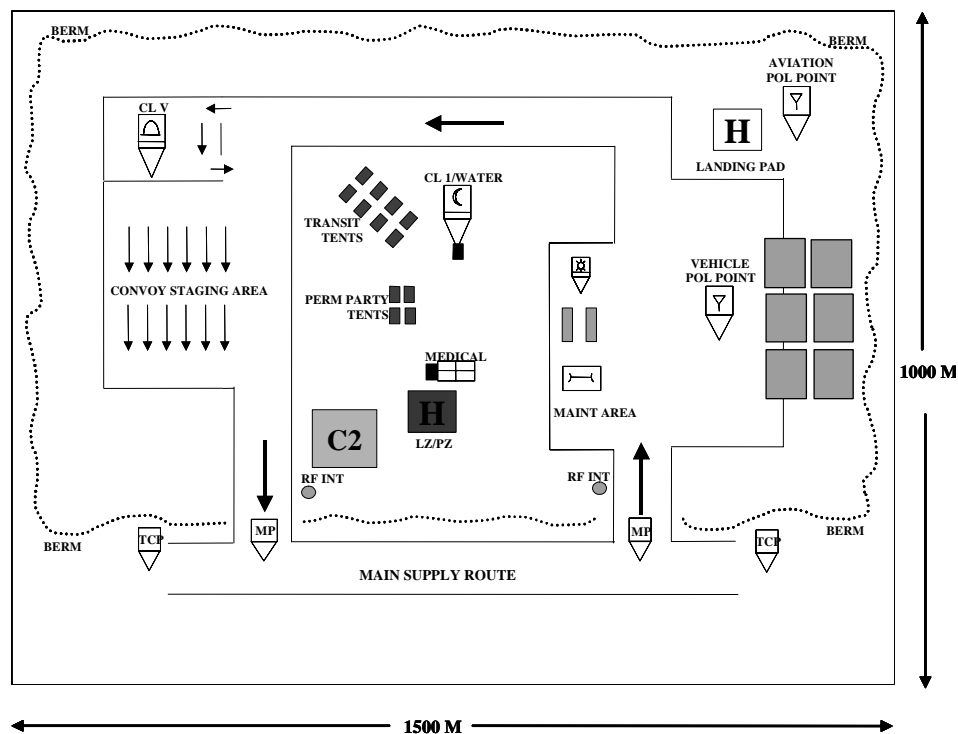 BERM
BERM
AVIATION
POL POINT
CL V
H
LANDING PAD
CL 1/WATER
TRANSIT
TENTS
VEHICLE
POL POINT
CONVOY STAGING AREA
PERM PARTY
TENTS
MEDICAL
1000 M
H
MAINT AREA
C2
LZ/PZ
RF INT
RF INT
BERM
BERM
TCP
MP
MP
TCP
MAIN SUPPLY ROUTE
1500 M